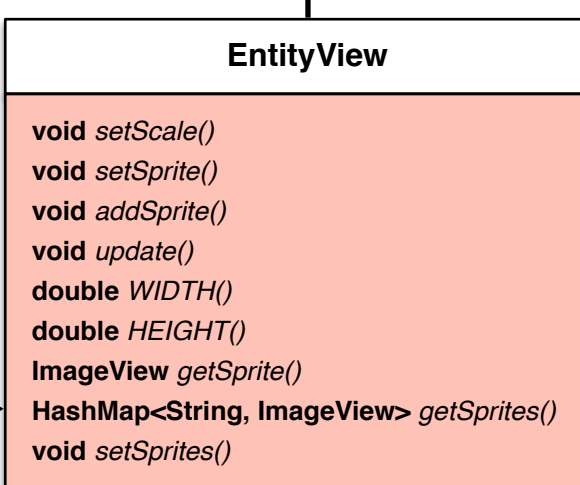 EntityView
void setScale()
void setSprite()
void addSprite()
void update()
double WIDTH()
double HEIGHT()
ImageView getSprite()
HashMap<String, ImageView> getSprites()
void setSprites()